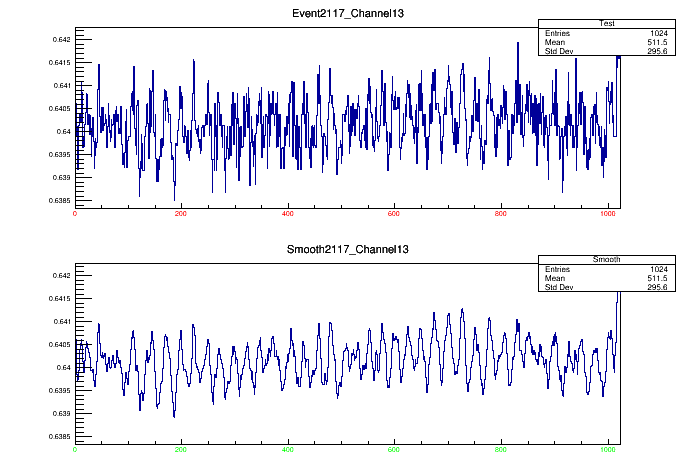 Event2117_Channel13
Test
Entries 1024
Mean 511.5
Std Dev 295.6
0.642
0.6415
0.641
0.6405
0.64
0.6395
0.639
0.6385
0 200 400 600 800 1000
Smooth2117_Channel13
Smooth
Entries 1024
Mean 511.5
Std Dev 295.6
0.642
0.6415
0.641
0.6405
0.64
0.6395
0.639
0.6385
0 200 400 600 800 1000